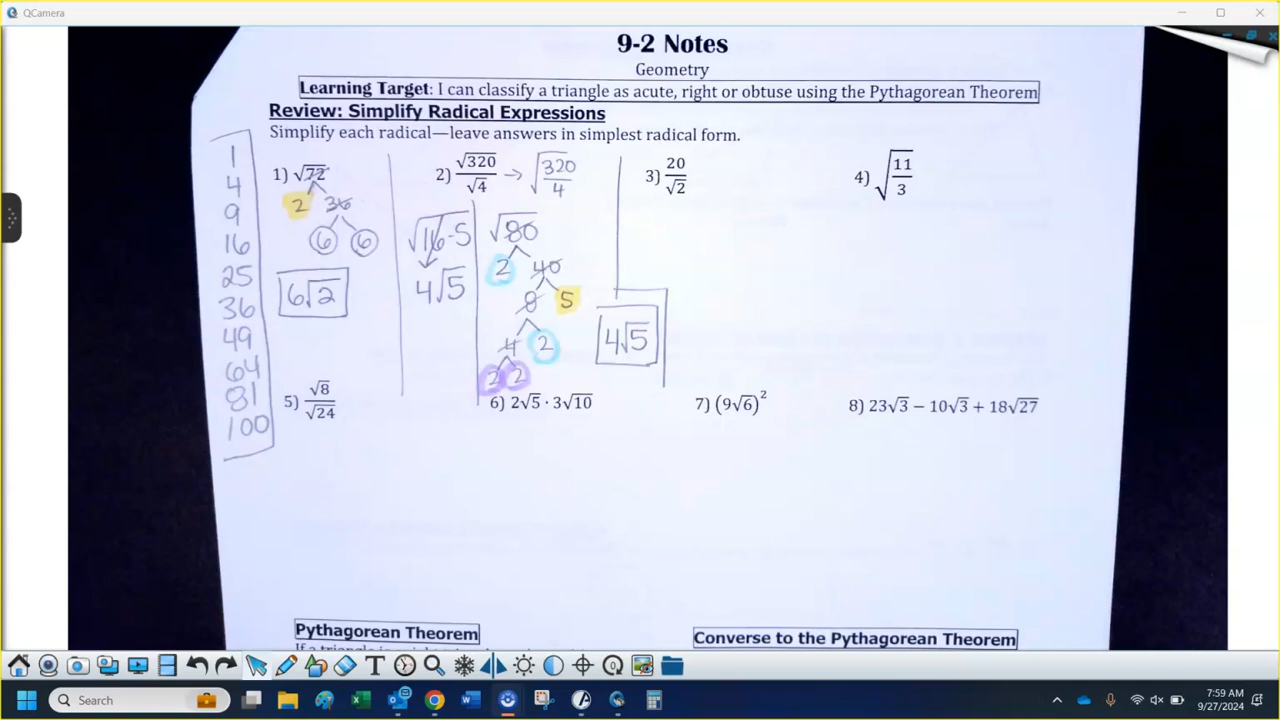 QCamera
9-2 Notes
Geometry
Learning Target: I can classify a triangle as acute, right or obtuse using the Pythagorean Theorem
Review: Simplify Radical Expressions
Simplify each radical—leave answers in simplest radical form.
1
4
9
16
25
36
49
64
81
100
1) √72
2 36
6 6
6√2
2) √320/√4 → √320/4
√16·5
4√5
√80
2 40
8 5
4 2
2 2
4√5
3) 20/√2
4) √11/3
5) √8/√24
6) 2√5 · 3√10
7) (9√6)²
8) 23√3 − 10√3 + 18√27
Pythagorean Theorem
Converse to the Pythagorean Theorem
Search
7:59 AM
9/27/2024